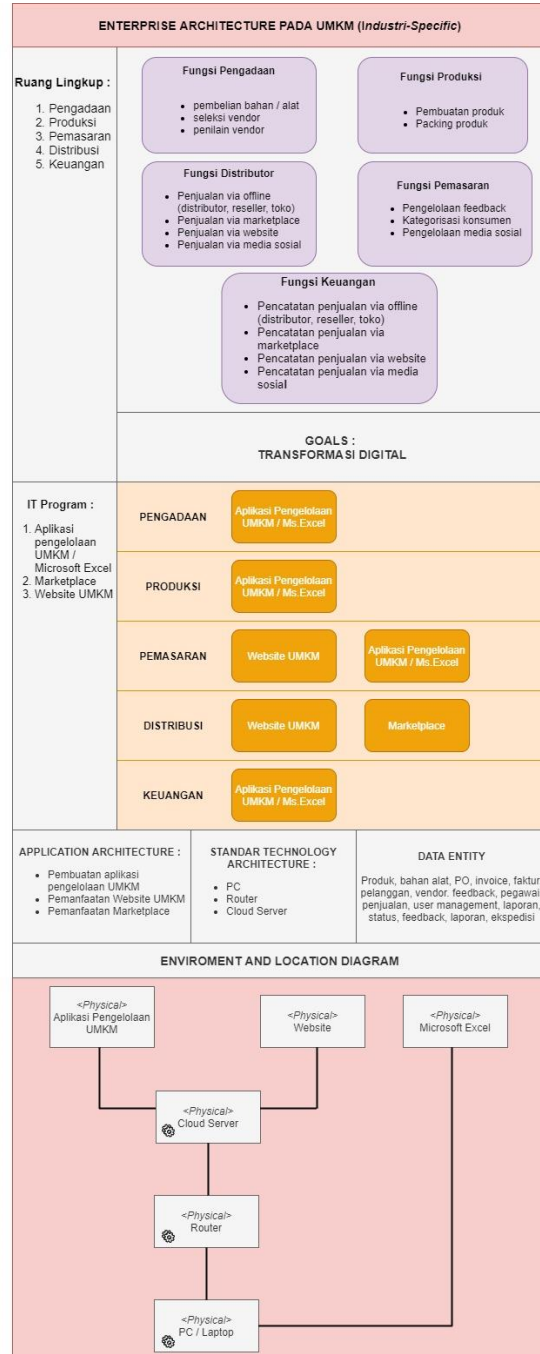 ENTERPRISE ARCHITECTURE PADA UMKM (Industri-Specific)
Ruang Lingkup :
1. Pengadaan
2. Produksi
3. Pemasaran
4. Distribusi
5. Keuangan
Fungsi Pengadaan
• pembelian bahan / alat
• seleksi vendor
• penilain vendor
Fungsi Produksi
• Pembuatan produk
• Packing produk
Fungsi Distributor
• Penjualan via offline
(distributor, reseller, toko)
• Penjualan via marketplace
• Penjualan via website
• Penjualan via media sosial
Fungsi Pemasaran
• Pengelolaan feedback
• Kategorisasi konsumen
• Pengelolaan media sosial
Fungsi Keuangan
• Pencatatan penjualan via offline
(distributor, reseller, toko)
• Pencatatan penjualan via
marketplace
• Pencatatan penjualan via website
• Pencatatan penjualan via media
sosial
GOALS :
TRANSFORMASI DIGITAL
IT Program :
1. Aplikasi
pengelolaan
UMKM /
Microsoft Excel
2. Marketplace
3. Website UMKM
PENGADAAN
Aplikasi Pengelolaan
UMKM / Ms.Excel
PRODUKSI
Aplikasi Pengelolaan
UMKM / Ms.Excel
PEMASARAN
Website UMKM
Aplikasi Pengelolaan
UMKM / Ms.Excel
DISTRIBUSI
Website UMKM
Marketplace
KEUANGAN
Aplikasi Pengelolaan
UMKM / Ms.Excel
APPLICATION ARCHITECTURE :
• Pembuatan aplikasi
pengelolaan UMKM
• Pemanfaatan Website UMKM
• Pemanfaatan Marketplace
STANDAR TECHNOLOGY
ARCHITECTURE :
• PC
• Router
• Cloud Server
DATA ENTITY
Produk, bahan alat, PO, invoice, faktur,
pelanggan, vendor. feedback, pegawai,
penjualan, user management, laporan,
status, feedback, laporan, ekspedisi
ENVIROMENT AND LOCATION DIAGRAM
<Physical>
Aplikasi Pengelolaan
UMKM
<Physical>
Website
<Physical>
Microsoft Excel
<Physical>
Cloud Server
<Physical>
Router
<Physical>
PC / Laptop